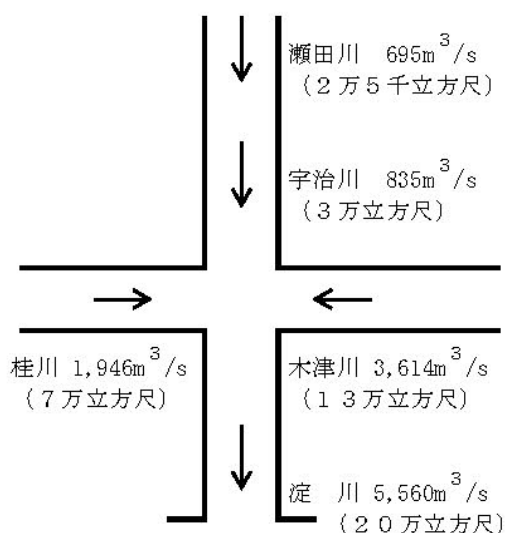 瀬田川 695m³/s
(2万5千立方尺)
宇治川 835m³/s
(3万立方尺)
桂川 1,946m³/s
(7万立方尺)
木津川 3,614m³/s
(13万立方尺)
淀 川 5,560m³/s
(20万立方尺)